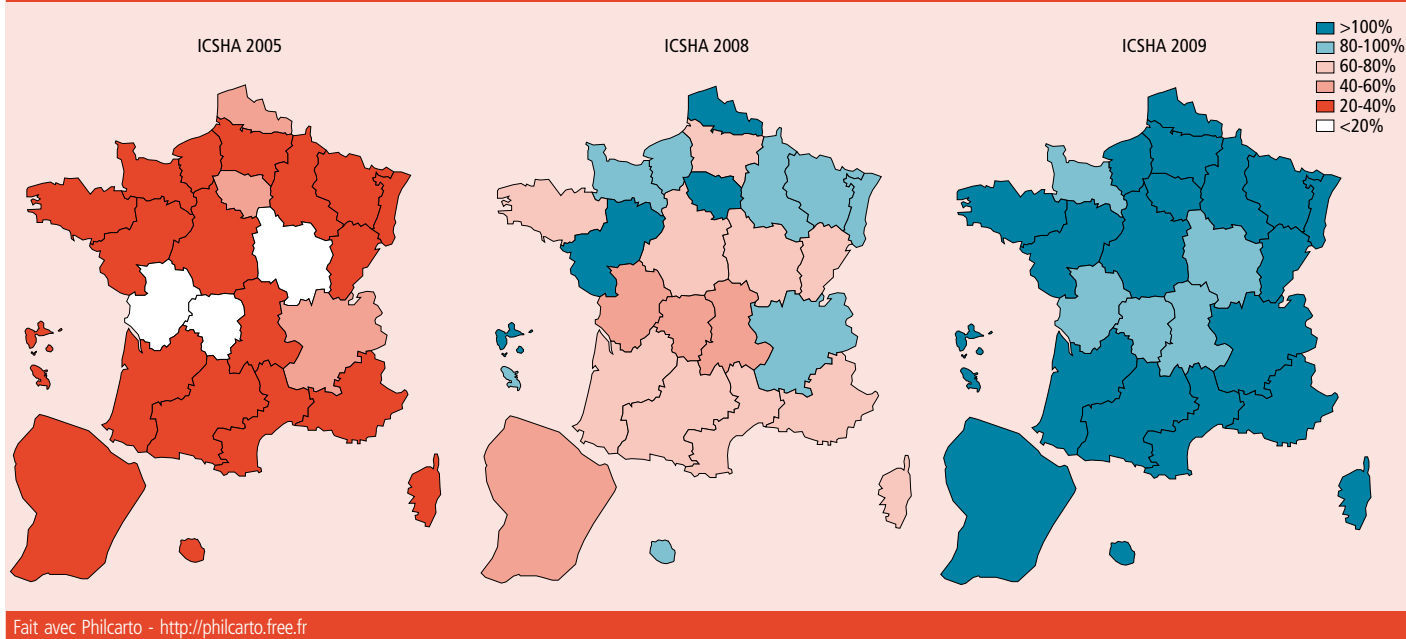 ICSHA 2005
ICSHA 2008
ICSHA 2009
>100%
80-100%
60-80%
40-60%
20-40%
<20%
Fait avec Philcarto - http://philcarto.free.fr